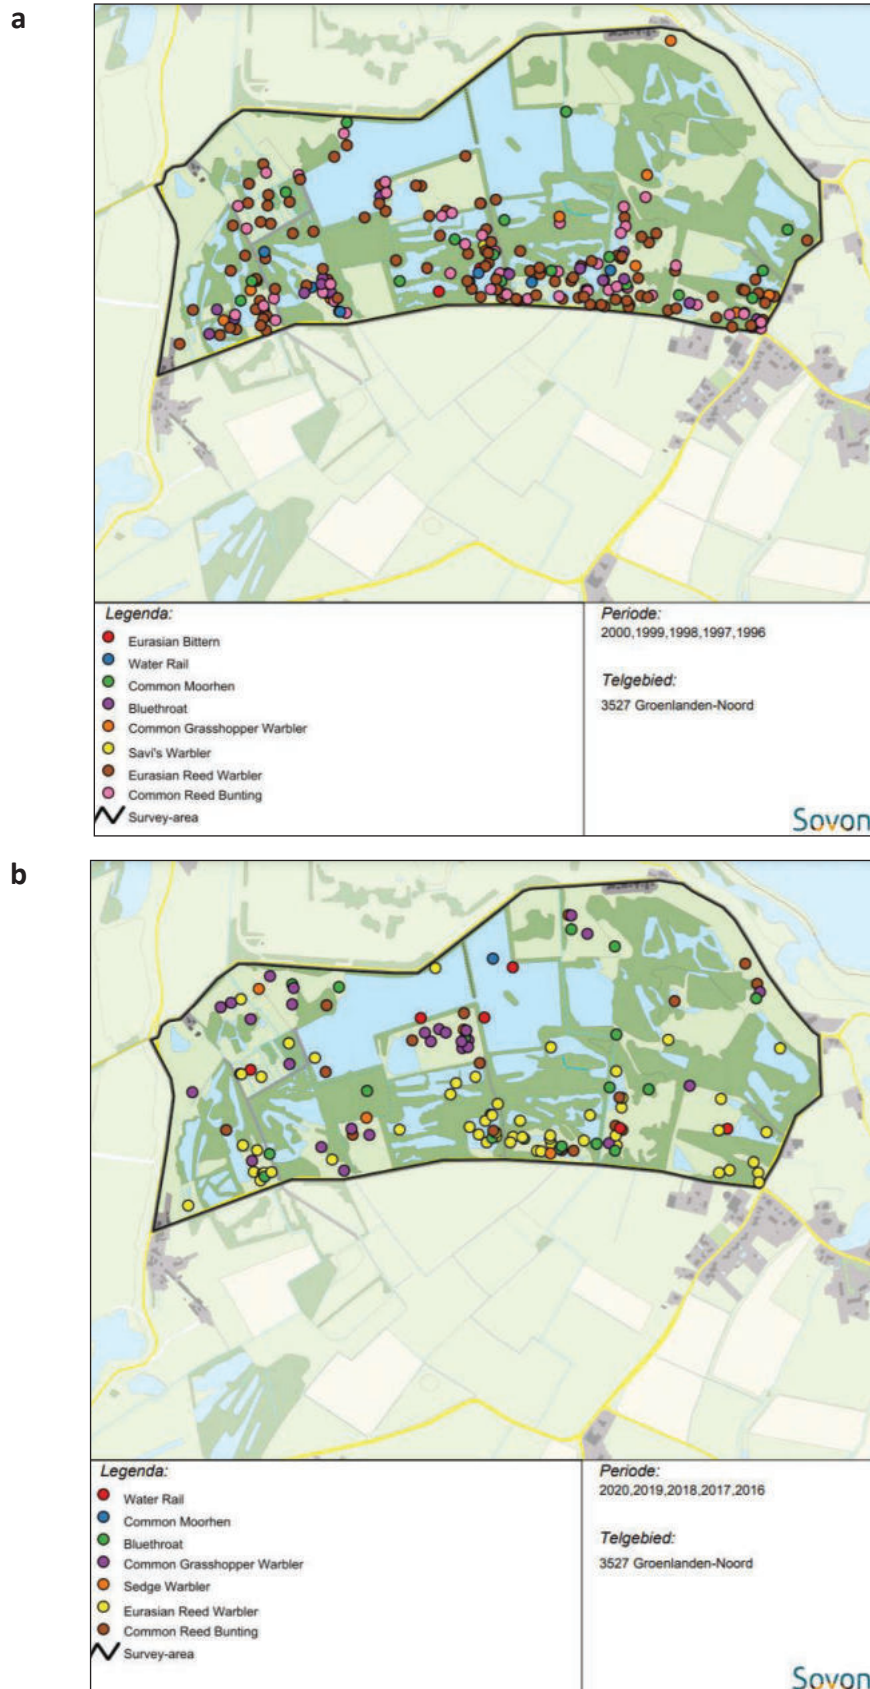 a
Legenda:
Eurasian Bittern
Water Rail
Common Moorhen
Bluethroat
Common Grasshopper Warbler
Savi's Warbler
Eurasian Reed Warbler
Common Reed Bunting
Survey-area
Periode:
2000,1999,1998,1997,1996
Telgebied:
3527 Groenlanden-Noord
Sovon
b
Legenda:
Water Rail
Common Moorhen
Bluethroat
Common Grasshopper Warbler
Sedge Warbler
Eurasian Reed Warbler
Common Reed Bunting
Survey-area
Periode:
2020,2019,2018,2017,2016
Telgebied:
3527 Groenlanden-Noord
Sovon